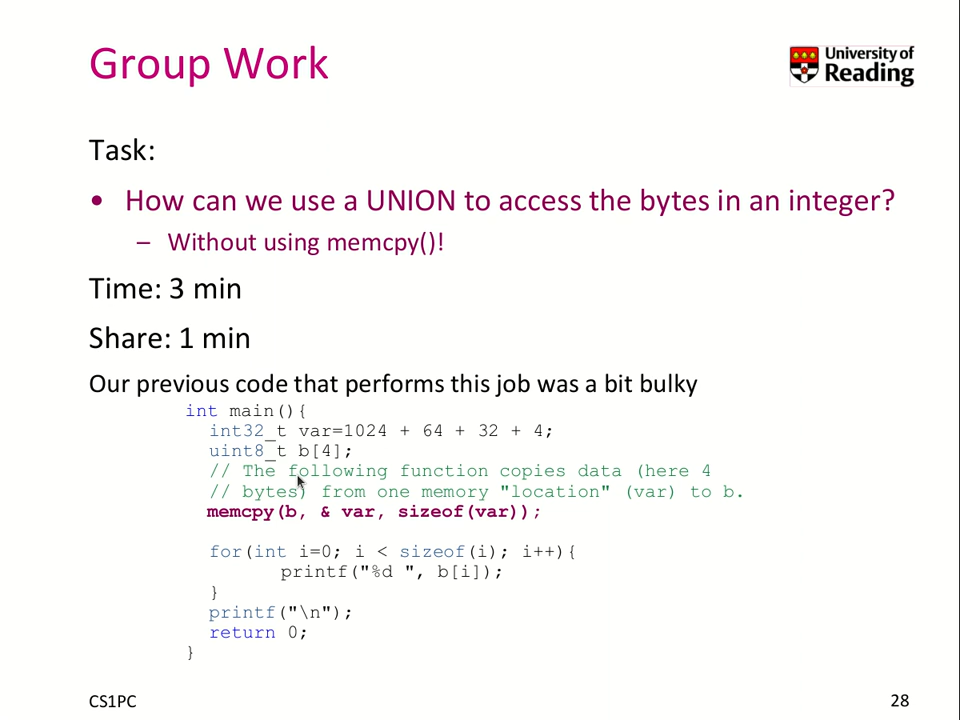 Group Work
University of
Reading
Task:
• How can we use a UNION to access the bytes in an integer?
– Without using memcpy()!
Time: 3 min
Share: 1 min
Our previous code that performs this job was a bit bulky
int main(){
int32_t var=1024 + 64 + 32 + 4;
uint8_t b[4];
// The following function copies data (here 4
// bytes) from one memory "location" (var) to b.
memcpy(b, & var, sizeof(var));
for(int i=0; i < sizeof(i); i++){
printf("%d ", b[i]);
}
printf("\n");
return 0;
}
CS1PC
28